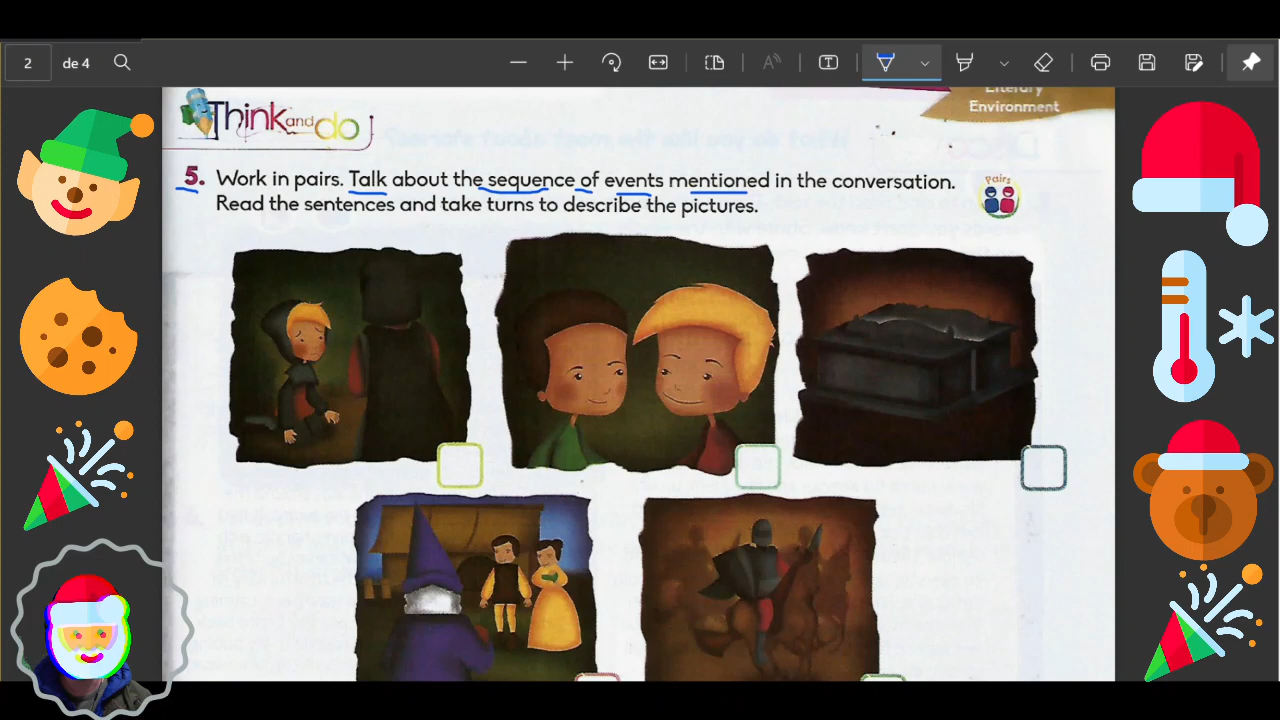 2 de 4
Literary
Environment
Think and do
5. Work in pairs. Talk about the sequence of events mentioned in the conversation.
Pairs
Read the sentences and take turns to describe the pictures.